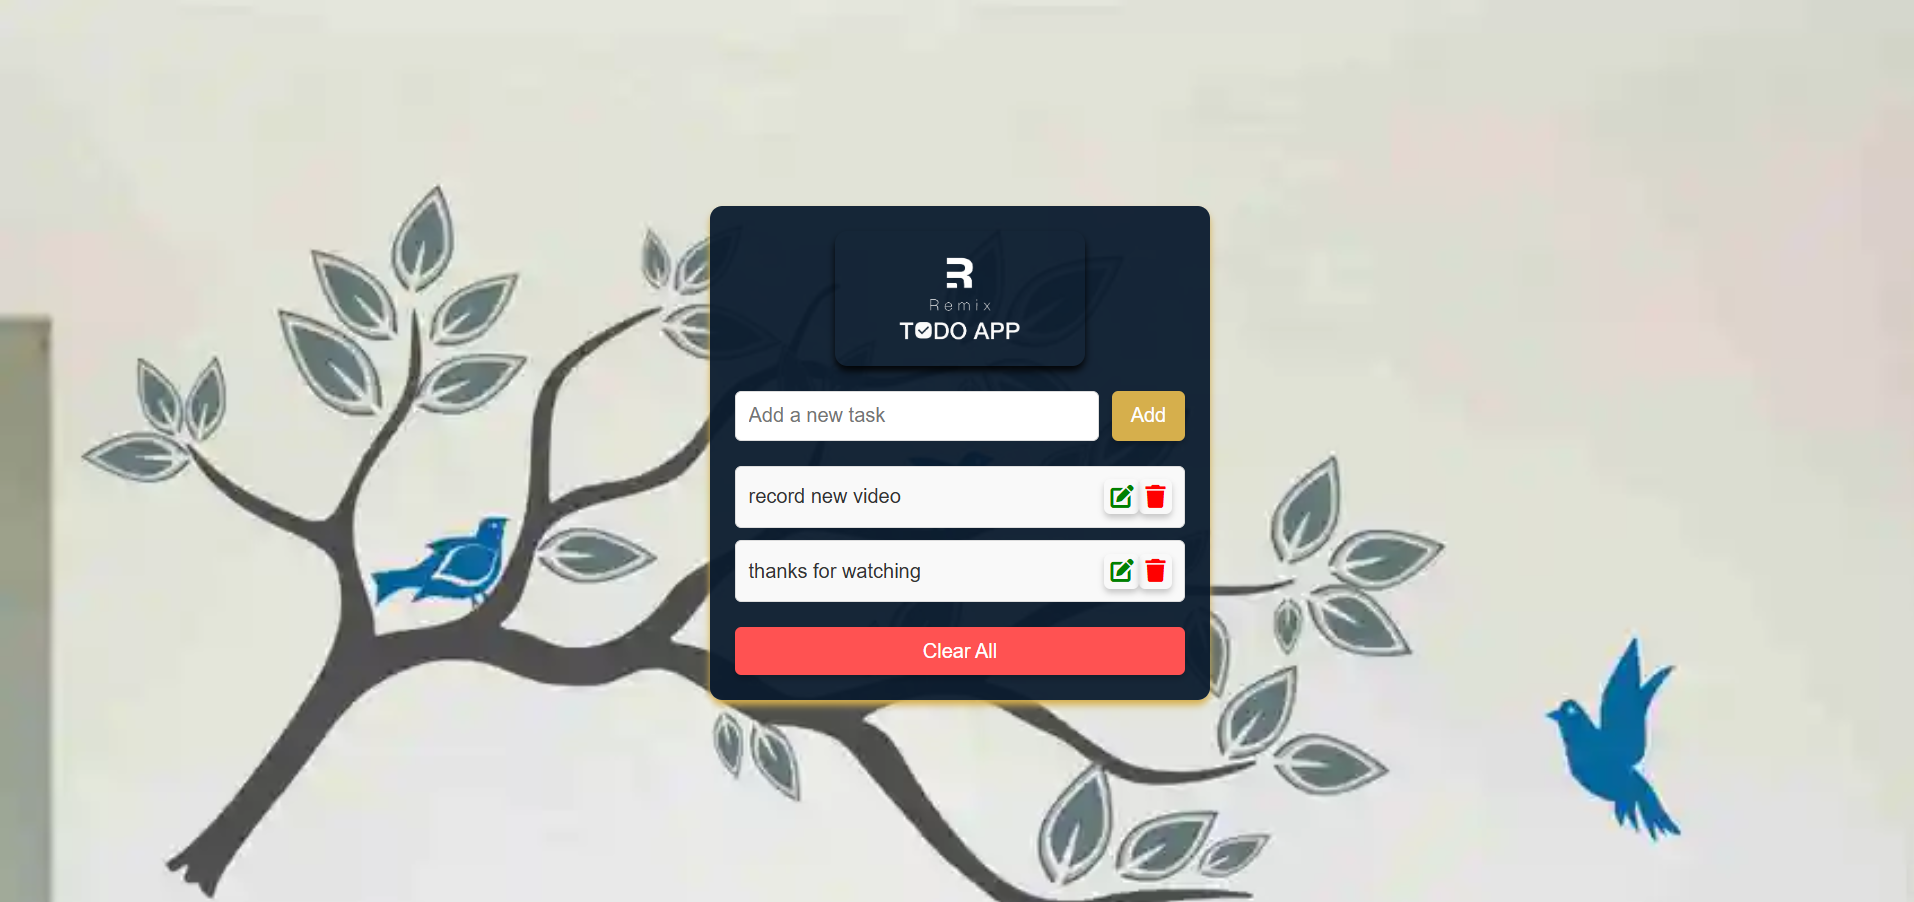 Remix
TODO APP
Add a new task
Add
record new video
thanks for watching
Clear All